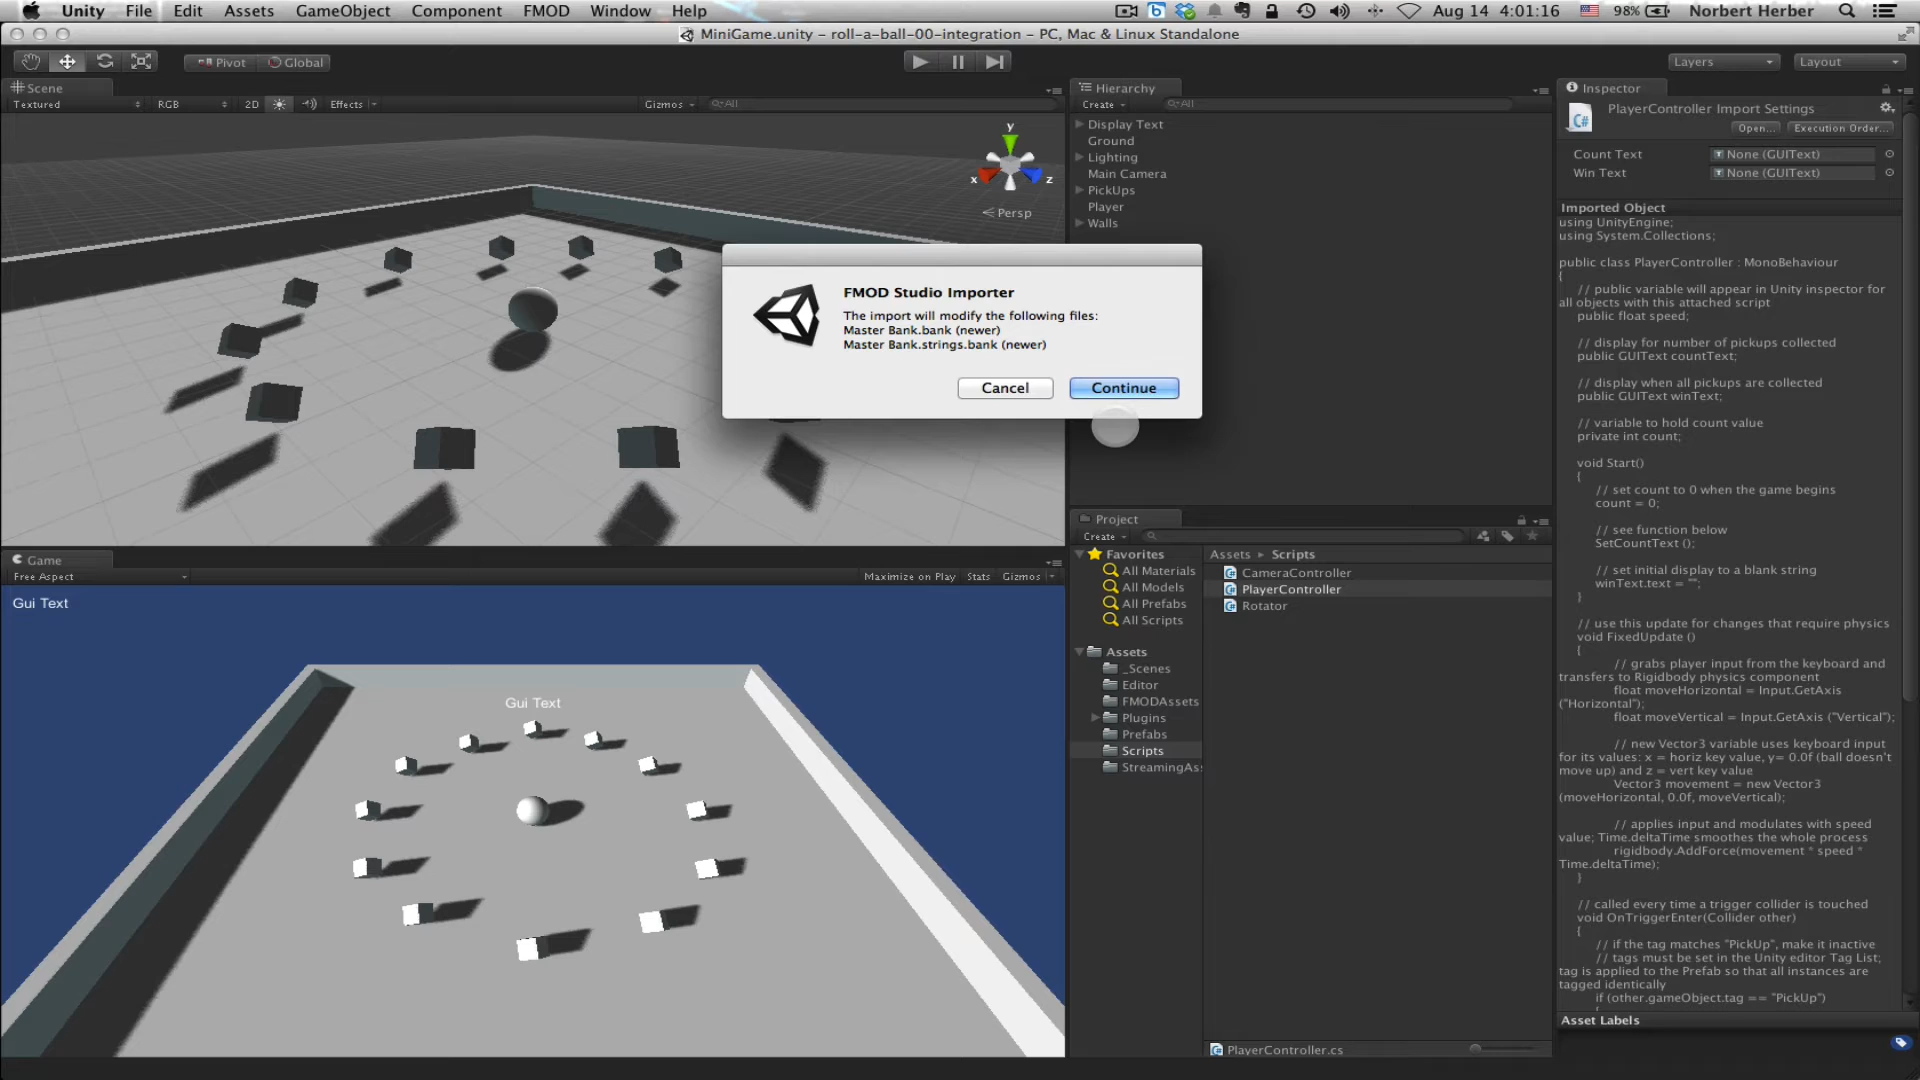 Unity File Edit Assets GameObject Component FMOD Window Help
Aug 14 4:01:16 98% Norbert Herber
MiniGame.unity - roll-a-ball-00-integration - PC, Mac & Linux Standalone
Pivot Global
Layers Layout
Scene
Textured RGB 2D Effects Gizmos All
y
x
z
Persp
Hierarchy
Create All
Display Text
Ground
Lighting
Main Camera
PickUps
Player
Walls
FMOD Studio Importer
The import will modify the following files:
Master Bank.bank (newer)
Master Bank.strings.bank (newer)
Cancel Continue
Game
Free Aspect Maximize on Play Stats Gizmos
Gui Text
Gui Text
Project
Create
Favorites
All Materials
All Models
All Prefabs
All Scripts
Assets
_Scenes
Editor
FMODAssets
Plugins
Prefabs
Scripts
StreamingAs
Assets Scripts
CameraController
PlayerController
Rotator
PlayerController.cs
Inspector
PlayerController Import Settings
C#
Open... Execution Order...
Count Text None (GUIText)
Win Text None (GUIText)
Imported Object
using UnityEngine;
using System.Collections;
public class PlayerController : MonoBehaviour
{
// public variable will appear in Unity inspector for
all objects with this attached script
public float speed;
// display for number of pickups collected
public GUIText countText;
// display when all pickups are collected
public GUIText winText;
// variable to hold count value
private int count;
void Start()
{
// set count to 0 when the game begins
count = 0;
// see function below
SetCountText ();
// set initial display to a blank string
winText.text = "";
}
// use this update for changes that require physics
void FixedUpdate ()
{
// grabs player input from the keyboard and
transfers to Rigidbody physics component
float moveHorizontal = Input.GetAxis
("Horizontal");
float moveVertical = Input.GetAxis ("Vertical");
// new Vector3 variable uses keyboard input
for its values: x = horiz key value, y= 0.0f (ball doesn't
move up) and z = vert key value
Vector3 movement = new Vector3
(moveHorizontal, 0.0f, moveVertical);
// applies input and modulates with speed
value; Time.deltaTime smoothes the whole process
rigidbody.AddForce(movement * speed *
Time.deltaTime);
}
// called every time a trigger collider is touched
void OnTriggerEnter(Collider other)
{
// if the tag matches "PickUp", make it inactive
// tags must be set in the Unity editor Tag List;
tag is applied to the Prefab so that all instances are
tagged identically
if (other.gameObject.tag == "PickUp")
Asset Labels